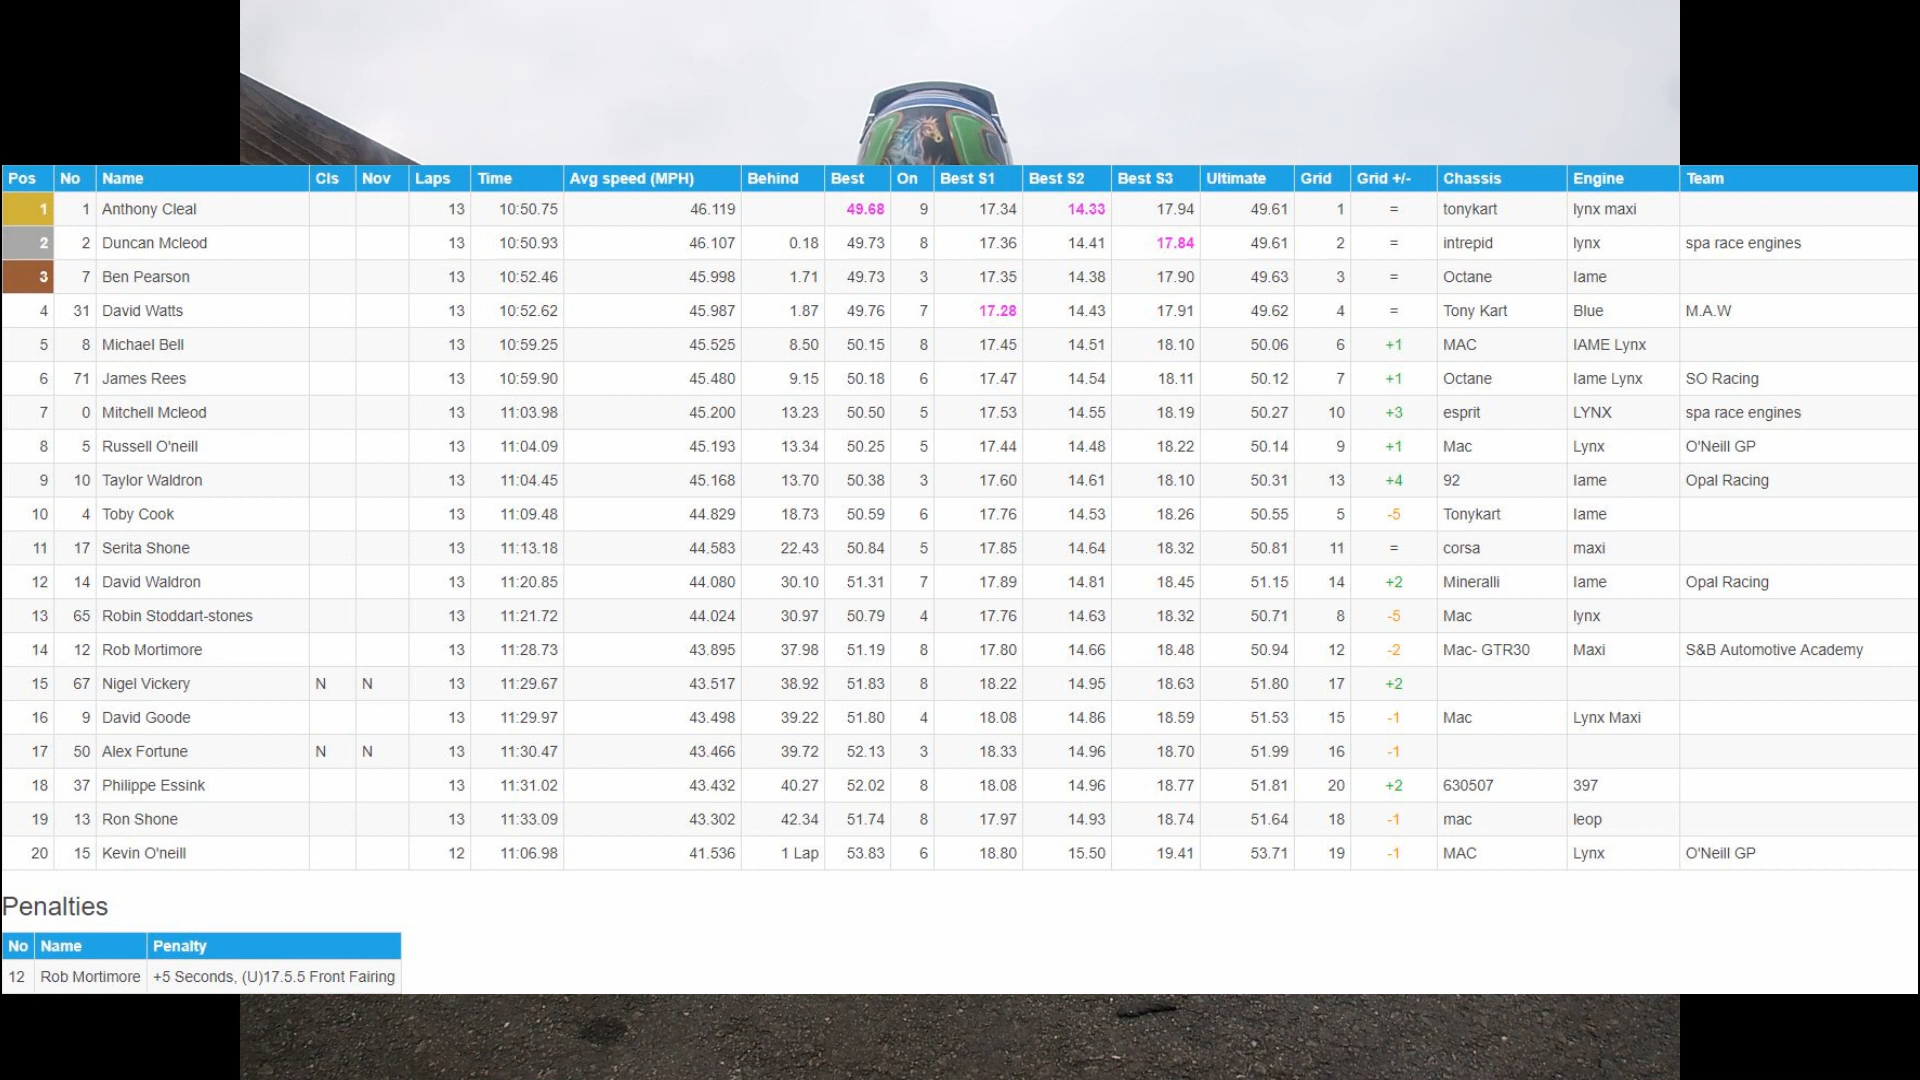 Pos No Name Cls Nov Laps Time Avg speed (MPH) Behind Best On Best S1 Best S2 Best S3 Ultimate Grid Grid +/- Chassis Engine Team
1 1 Anthony Cleal 13 10:50.75 46.119 49.68 9 17.34 14.33 17.94 49.61 1 = tonykart lynx maxi
2 2 Duncan Mcleod 13 10:50.93 46.107 0.18 49.73 8 17.36 14.41 17.84 49.61 2 = intrepid lynx spa race engines
3 7 Ben Pearson 13 10:52.46 45.998 1.71 49.73 3 17.35 14.38 17.90 49.63 3 = Octane Iame
4 31 David Watts 13 10:52.62 45.987 1.87 49.76 7 17.28 14.43 17.91 49.62 4 = Tony Kart Blue M.A.W
5 8 Michael Bell 13 10:59.25 45.525 8.50 50.15 8 17.45 14.51 18.10 50.06 6 +1 MAC IAME Lynx
6 71 James Rees 13 10:59.90 45.480 9.15 50.18 6 17.47 14.54 18.11 50.12 7 +1 Octane Iame Lynx SO Racing
7 0 Mitchell Mcleod 13 11:03.98 45.200 13.23 50.50 5 17.53 14.55 18.19 50.27 10 +3 esprit LYNX spa race engines
8 5 Russell O'neill 13 11:04.09 45.193 13.34 50.25 5 17.44 14.48 18.22 50.14 9 +1 Mac Lynx O'Neill GP
9 10 Taylor Waldron 13 11:04.45 45.168 13.70 50.38 3 17.60 14.61 18.10 50.31 13 +4 92 Iame Opal Racing
10 4 Toby Cook 13 11:09.48 44.829 18.73 50.59 6 17.76 14.53 18.26 50.55 5 -5 Tonykart Iame
11 17 Serita Shone 13 11:13.18 44.583 22.43 50.84 5 17.85 14.64 18.32 50.81 11 = corsa maxi
12 14 David Waldron 13 11:20.85 44.080 30.10 51.31 7 17.89 14.81 18.45 51.15 14 +2 Mineralli Iame Opal Racing
13 65 Robin Stoddart-stones 13 11:21.72 44.024 30.97 50.79 4 17.76 14.63 18.32 50.71 8 -5 Mac lynx
14 12 Rob Mortimore 13 11:28.73 43.895 37.98 51.19 8 17.80 14.66 18.48 50.94 12 -2 Mac- GTR30 Maxi S&B Automotive Academy
15 67 Nigel Vickery N N 13 11:29.67 43.517 38.92 51.83 8 18.22 14.95 18.63 51.80 17 +2
16 9 David Goode 13 11:29.97 43.498 39.22 51.80 4 18.08 14.86 18.59 51.53 15 -1 Mac Lynx Maxi
17 50 Alex Fortune N N 13 11:30.47 43.466 39.72 52.13 3 18.33 14.96 18.70 51.99 16 -1
18 37 Philippe Essink 13 11:31.02 43.432 40.27 52.02 8 18.08 14.96 18.77 51.81 20 +2 630507 397
19 13 Ron Shone 13 11:33.09 43.302 42.34 51.74 8 17.97 14.93 18.74 51.64 18 -1 mac leop
20 15 Kevin O'neill 12 11:06.98 41.536 1 Lap 53.83 6 18.80 15.50 19.41 53.71 19 -1 MAC Lynx O'Neill GP
Penalties
No Name Penalty
12 Rob Mortimore +5 Seconds, (U)17.5.5 Front Fairing